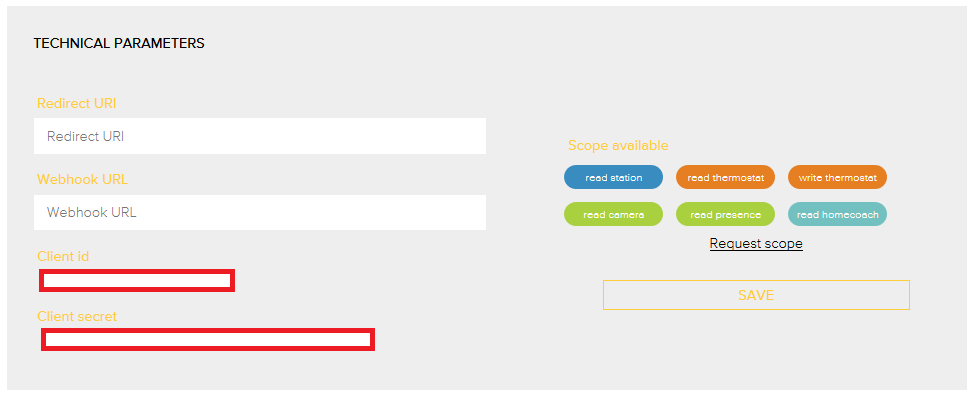 TECHNICAL PARAMETERS
Redirect URI
Redirect URI
Webhook URL
Webhook URL
Client id
Client secret
Scope available
read station
read thermostat
write thermostat
read camera
read presence
read homecoach
Request scope
SAVE